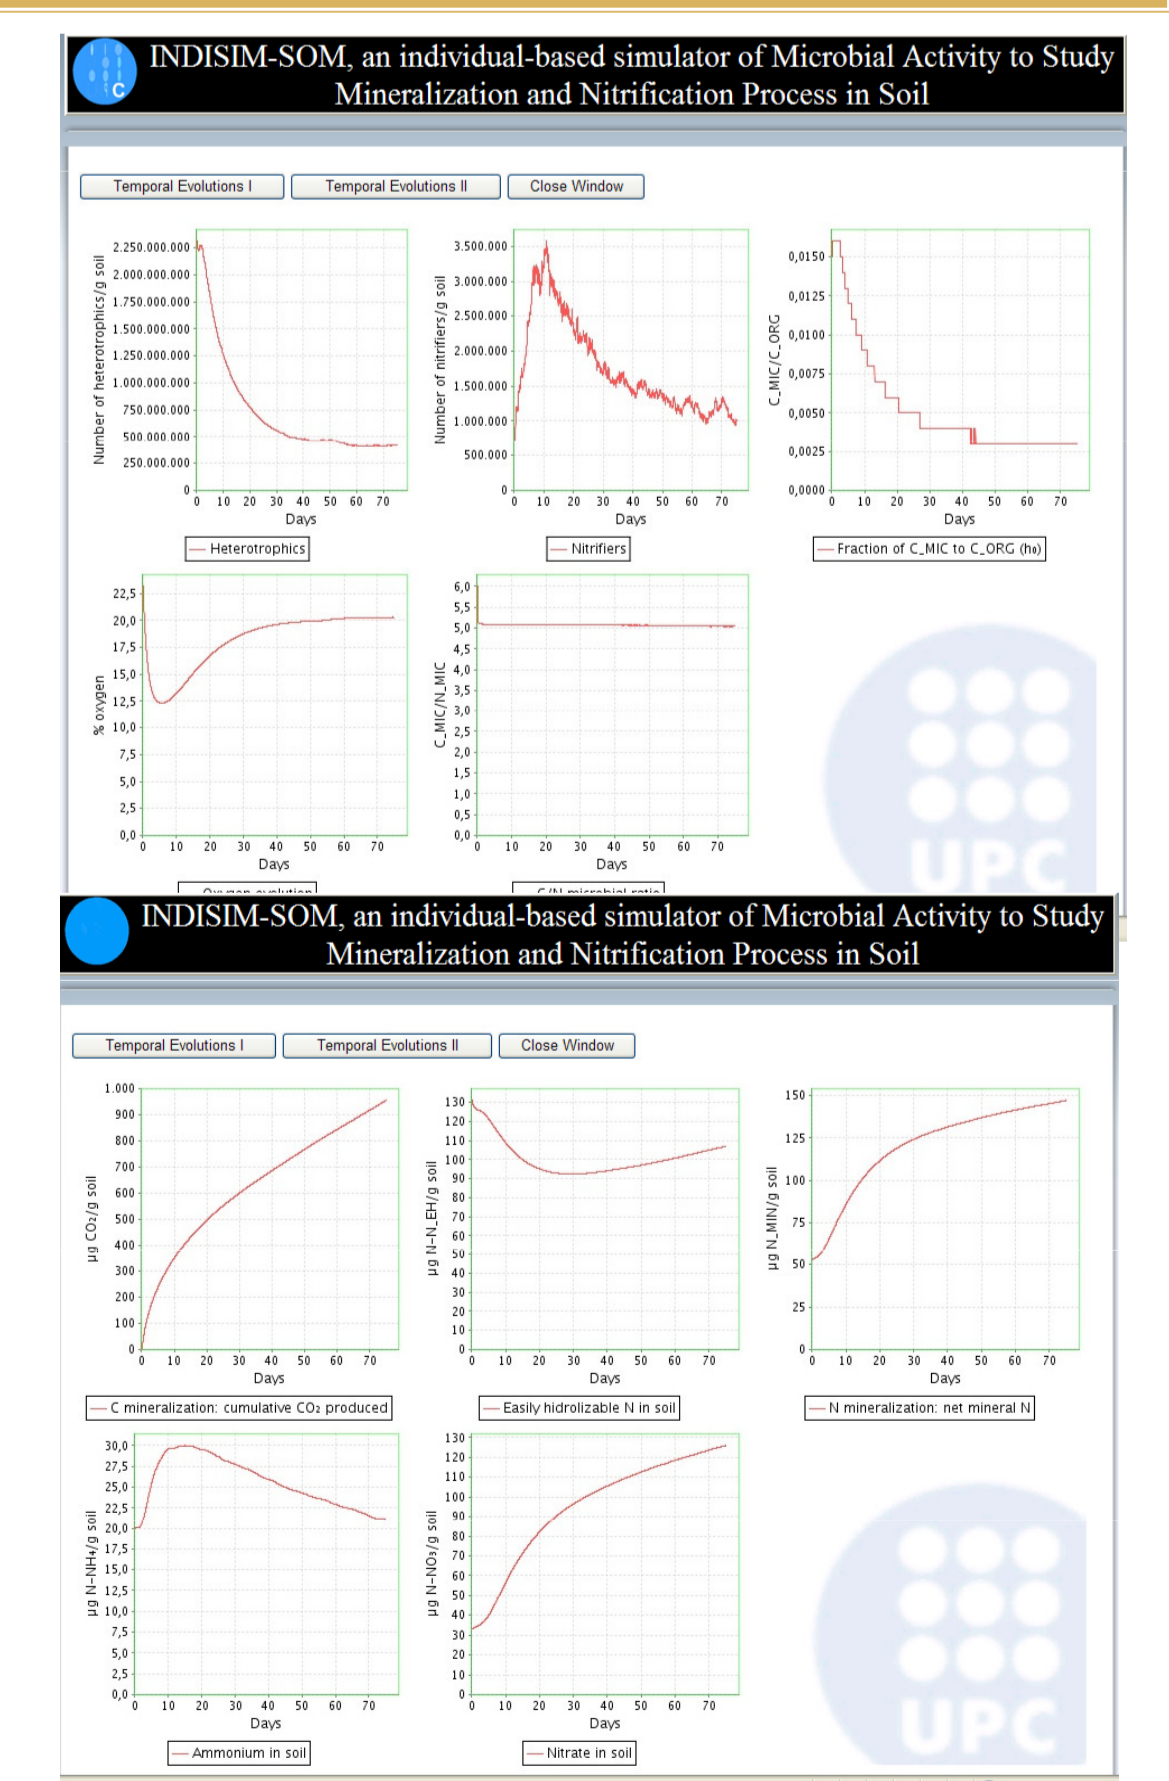 INDISIM-SOM, an individual-based simulator of Microbial Activity to Study
Mineralization and Nitrification Process in Soil
C
Temporal Evolutions I
Temporal Evolutions II
Close Window
Number of heterotrophics/g soil
2.250.000.000
2.000.000.000
1.750.000.000
1.500.000.000
1.250.000.000
1.000.000.000
750.000.000
500.000.000
250.000.000
0
0 10 20 30 40 50 60 70
Days
Heterotrophics
Number of nitrifiers/g soil
3.500.000
3.000.000
2.500.000
2.000.000
1.500.000
1.000.000
500.000
0
0 10 20 30 40 50 60 70
Days
Nitrifiers
C_MIC/C_ORG
0,0150
0,0125
0,0100
0,0075
0,0050
0,0025
0,0000
0 10 20 30 40 50 60 70
Days
Fraction of C_MIC to C_ORG (h₀)
% oxygen
22,5
20,0
17,5
15,0
12,5
10,0
7,5
5,0
2,5
0,0
0 10 20 30 40 50 60 70
Days
Oxygen evolution
C_MIC/N_MIC
6,0
5,5
5,0
4,5
4,0
3,5
3,0
2,5
2,0
1,5
1,0
0,5
0,0
0 10 20 30 40 50 60 70
Days
C/N microbial ratio
UPC
INDISIM-SOM, an individual-based simulator of Microbial Activity to Study
Mineralization and Nitrification Process in Soil
Temporal Evolutions I
Temporal Evolutions II
Close Window
µg CO₂/g soil
1.000
900
800
700
600
500
400
300
200
100
0
0 10 20 30 40 50 60 70
Days
C mineralization: cumulative CO₂ produced
µg N-N_EH/g soil
130
120
110
100
90
80
70
60
50
40
30
20
10
0
0 10 20 30 40 50 60 70
Days
Easily hidrolizable N in soil
µg N_MIN/g soil
150
125
100
75
50
25
0
0 10 20 30 40 50 60 70
Days
N mineralization: net mineral N
µg N-NH₄/g soil
30,0
27,5
25,0
22,5
20,0
17,5
15,0
12,5
10,0
7,5
5,0
2,5
0,0
0 10 20 30 40 50 60 70
Days
Ammonium in soil
µg N-NO₃/g soil
130
120
110
100
90
80
70
60
50
40
30
20
10
0
0 10 20 30 40 50 60 70
Days
Nitrate in soil
UPC